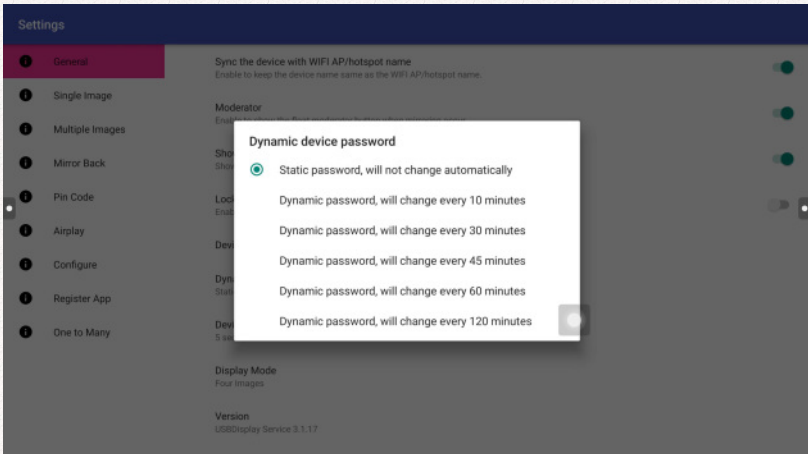 Settings
General
Single Image
Multiple Images
Mirror Back
Pin Code
Airplay
Configure
Register App
One to Many
Sync the device with WIFI AP/hotspot name
Enable to keep the device name same as the WIFI AP/hotspot name.
Moderator
Dynamic device password
Static password, will not change automatically
Dynamic password, will change every 10 minutes
Dynamic password, will change every 30 minutes
Dynamic password, will change every 45 minutes
Dynamic password, will change every 60 minutes
Dynamic password, will change every 120 minutes
Display Mode
Four Images
Version
USBDisplay Service 3.1.17